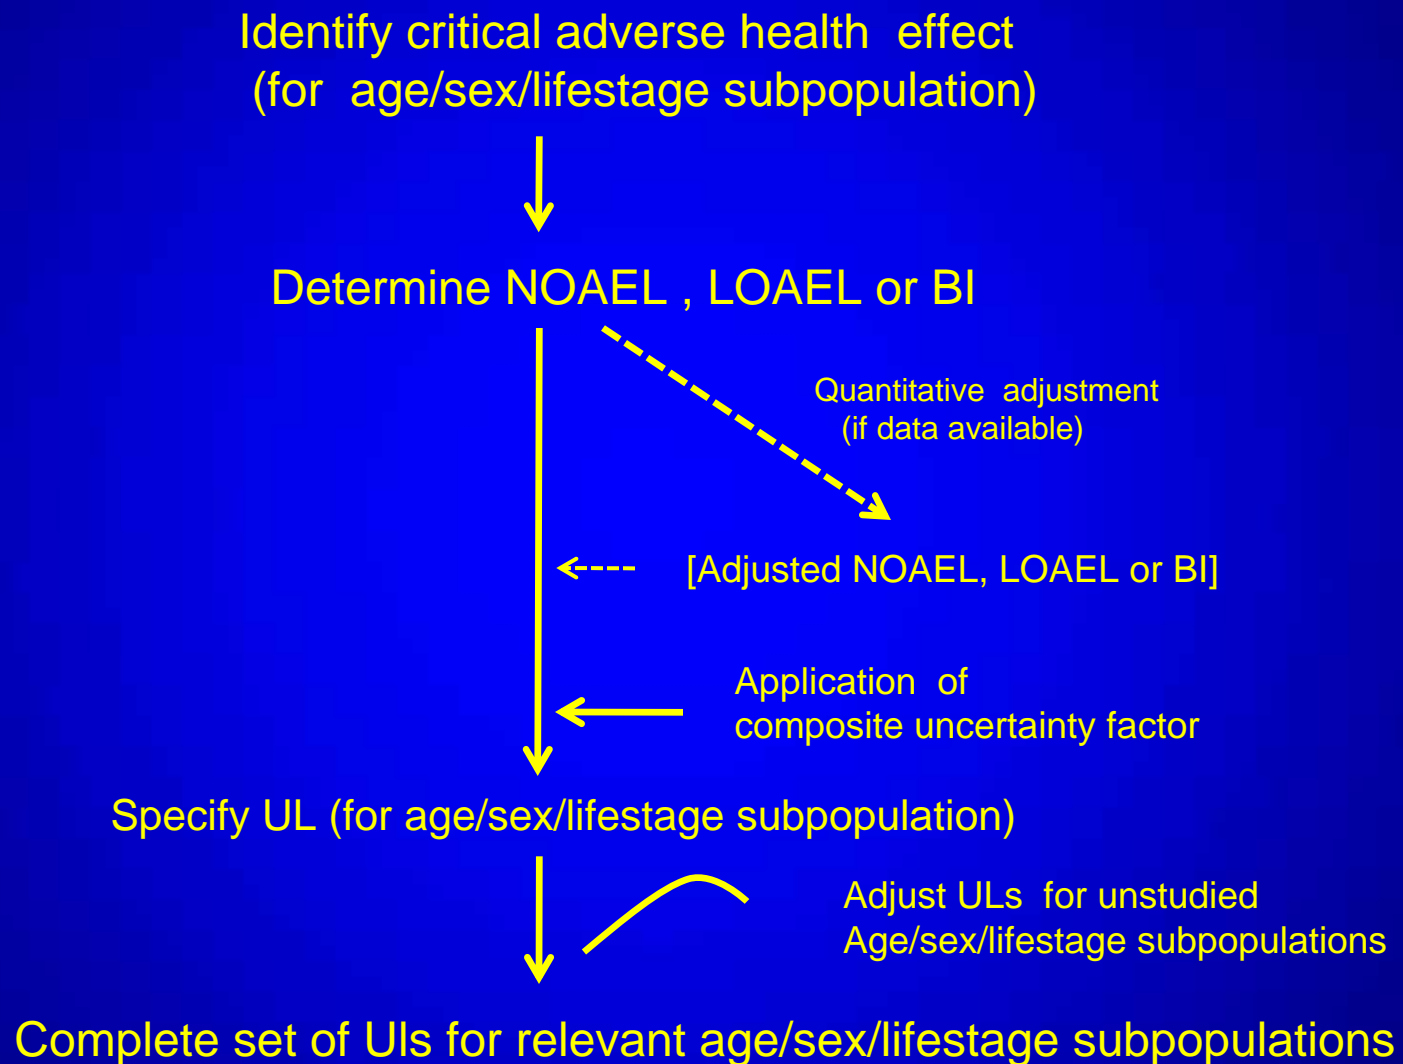 Identify critical adverse health effect
(for age/sex/lifestage subpopulation)
Determine NOAEL , LOAEL or BI
Quantitative adjustment
(if data available)
[Adjusted NOAEL, LOAEL or BI]
Application of
composite uncertainty factor
Specify UL (for age/sex/lifestage subpopulation)
Adjust ULs for unstudied
Age/sex/lifestage subpopulations
Complete set of Uls for relevant age/sex/lifestage subpopulations